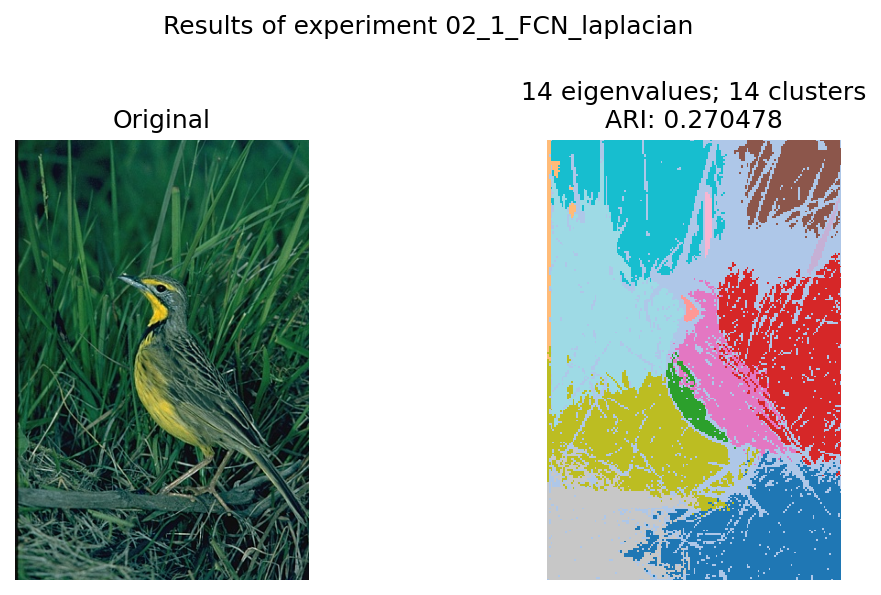 Results of experiment 02_1_FCN_laplacian
Original
14 eigenvalues; 14 clusters
ARI: 0.270478